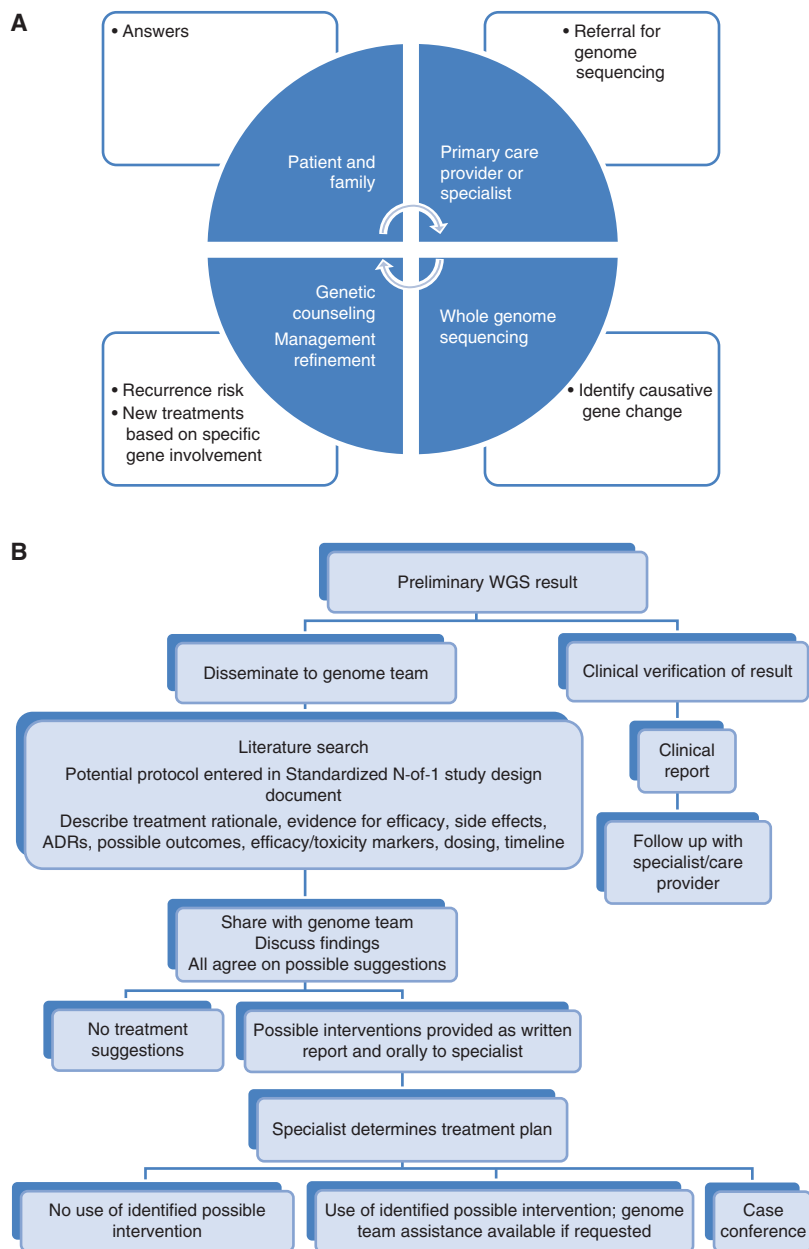 A
• Answers
• Referral for
genome
sequencing
Patient and
family
Primary care
provider or
specialist
Genetic
counseling
Management
refinement
Whole genome
sequencing
• Recurrence risk
• New treatments
based on specific
gene involvement
• Identify causative
gene change
B
Preliminary WGS result
Disseminate to genome team
Clinical verification of result
Literature search
Potential protocol entered in Standardized N-of-1 study design
document
Describe treatment rationale, evidence for efficacy, side effects,
ADRs, possible outcomes, efficacy/toxicity markers, dosing, timeline
Clinical
report
Follow up with
specialist/care
provider
Share with genome team
Discuss findings
All agree on possible suggestions
No treatment
suggestions
Possible interventions provided as written
report and orally to specialist
Specialist determines treatment plan
No use of identified possible
intervention
Use of identified possible intervention; genome
team assistance available if requested
Case
conference